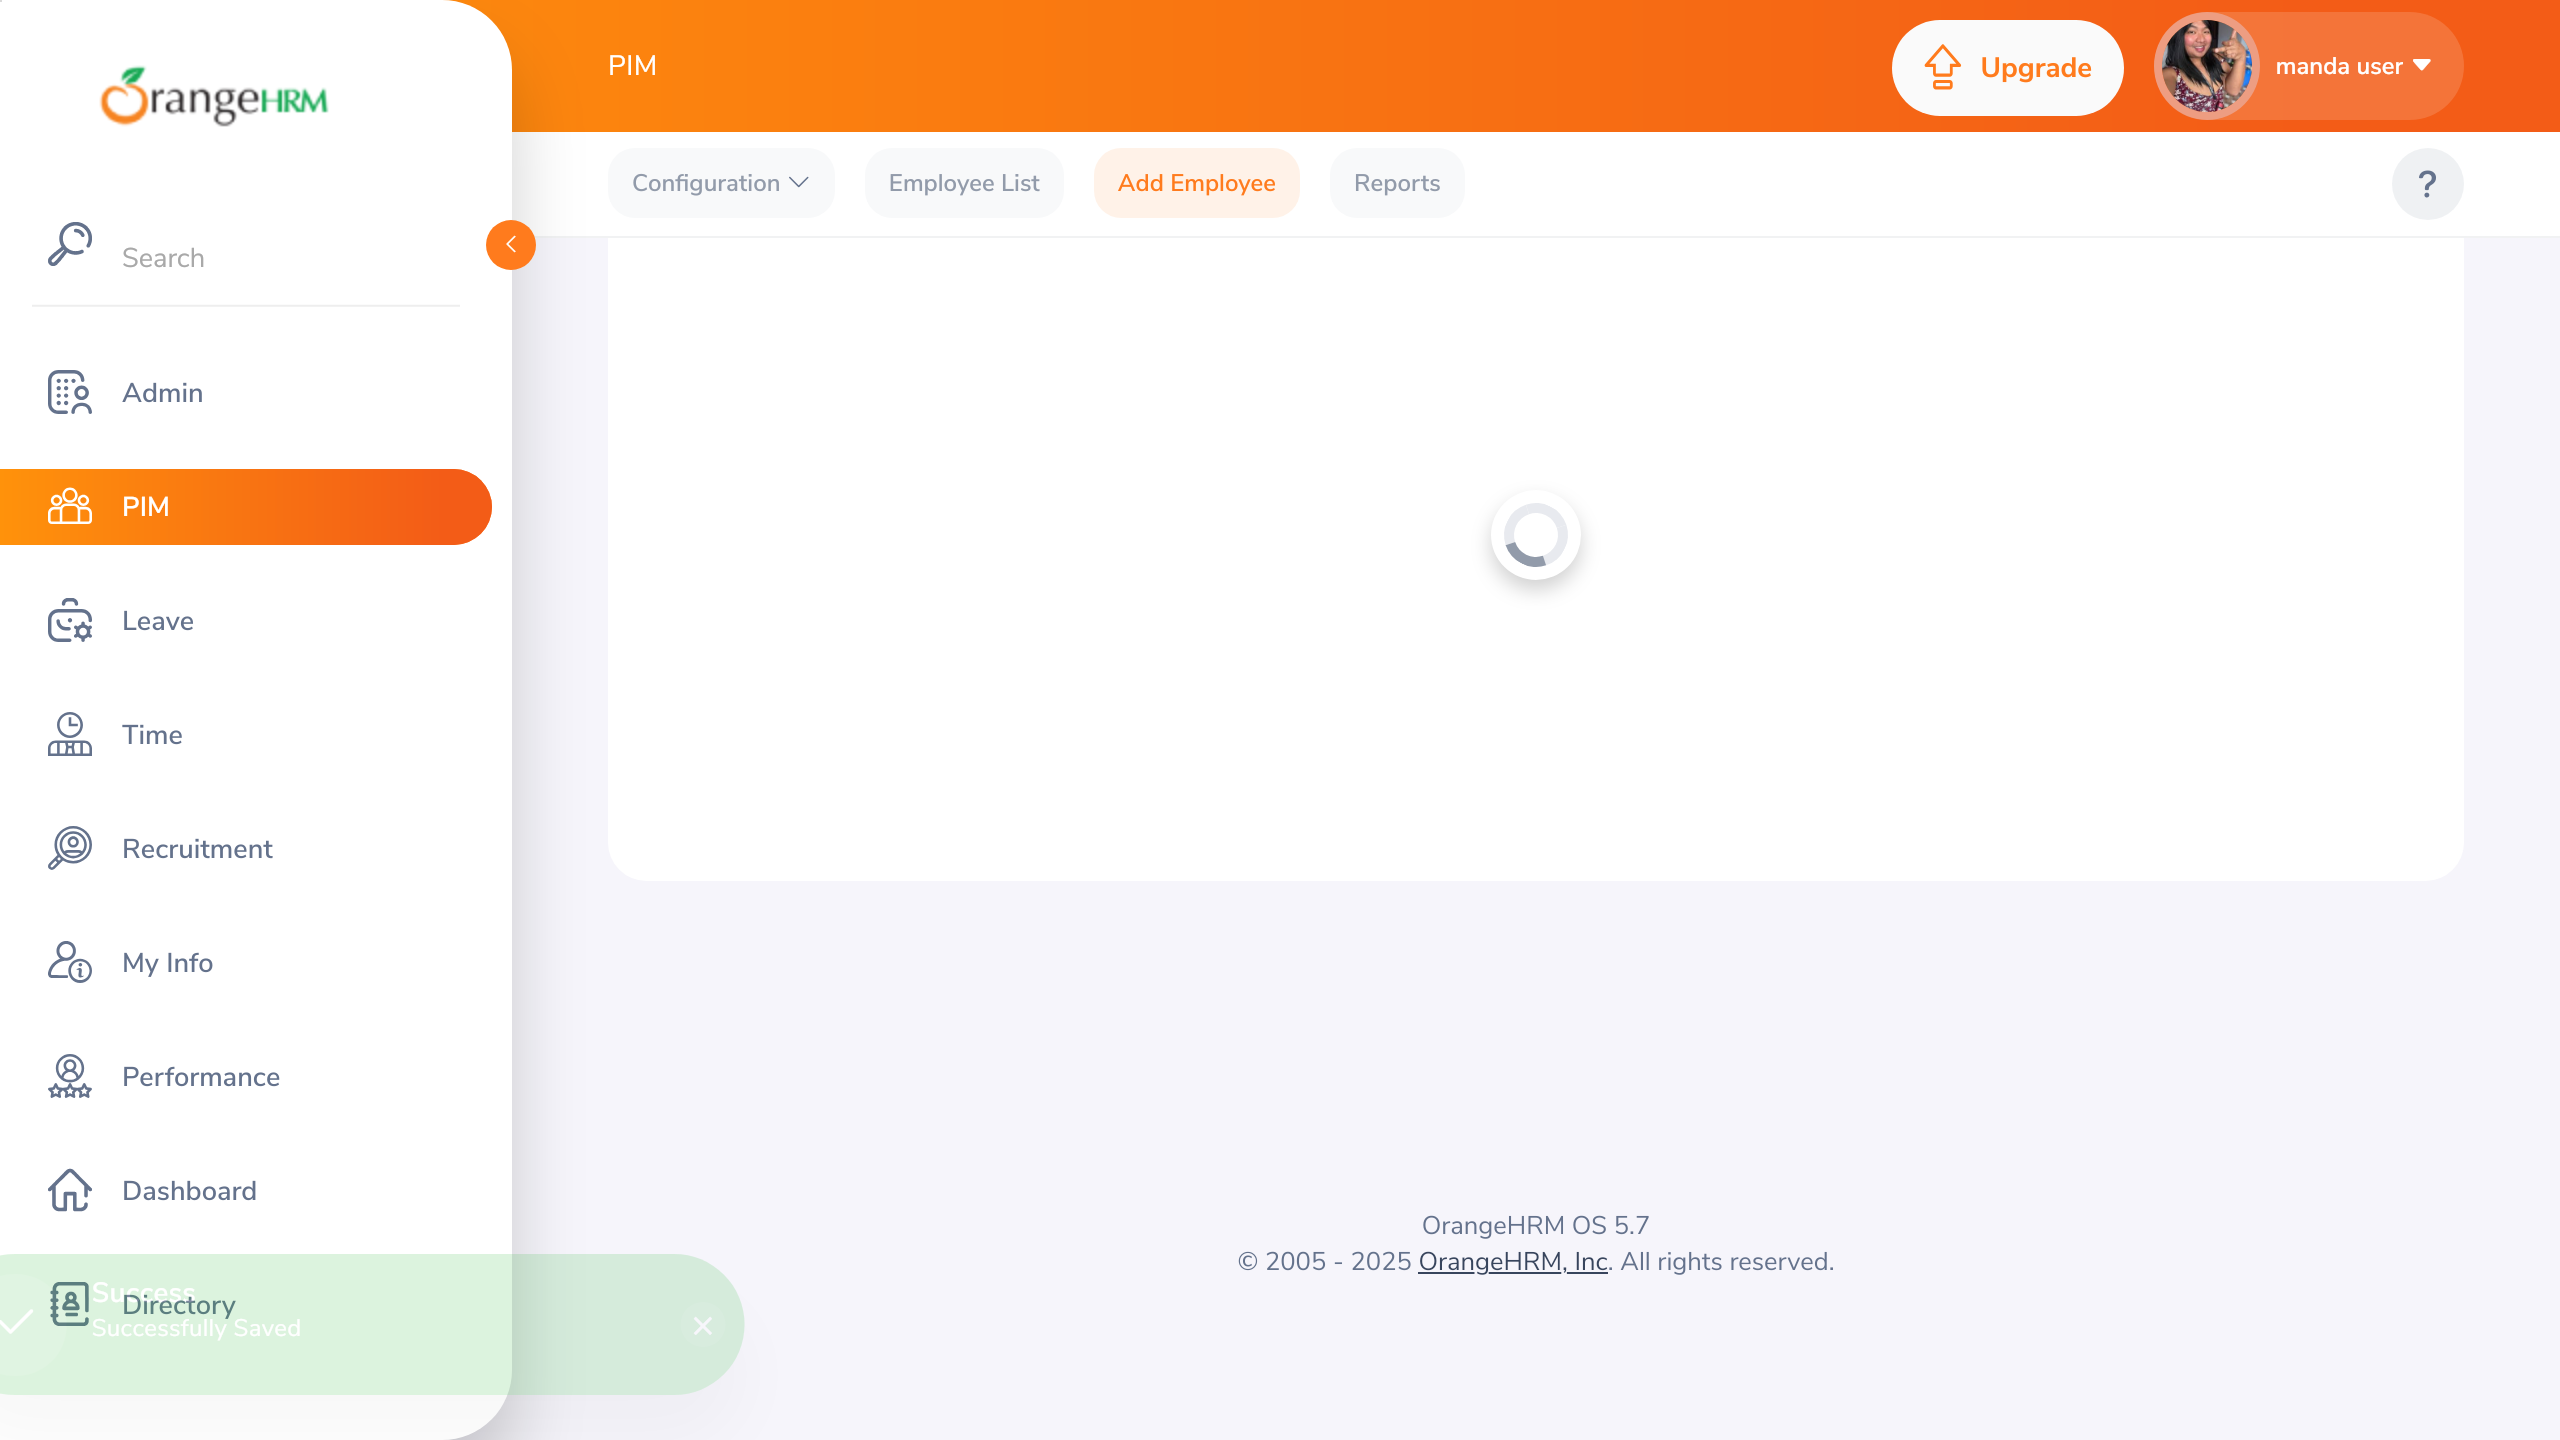 OrangeHRM
PIM
Upgrade
manda user
Configuration
Employee List
Add Employee
Reports
?
Search
Admin
PIM
Leave
Time
Recruitment
My Info
Performance
Dashboard
Directory
Success
Successfully Saved
OrangeHRM OS 5.7
© 2005 - 2025 OrangeHRM, Inc. All rights reserved.